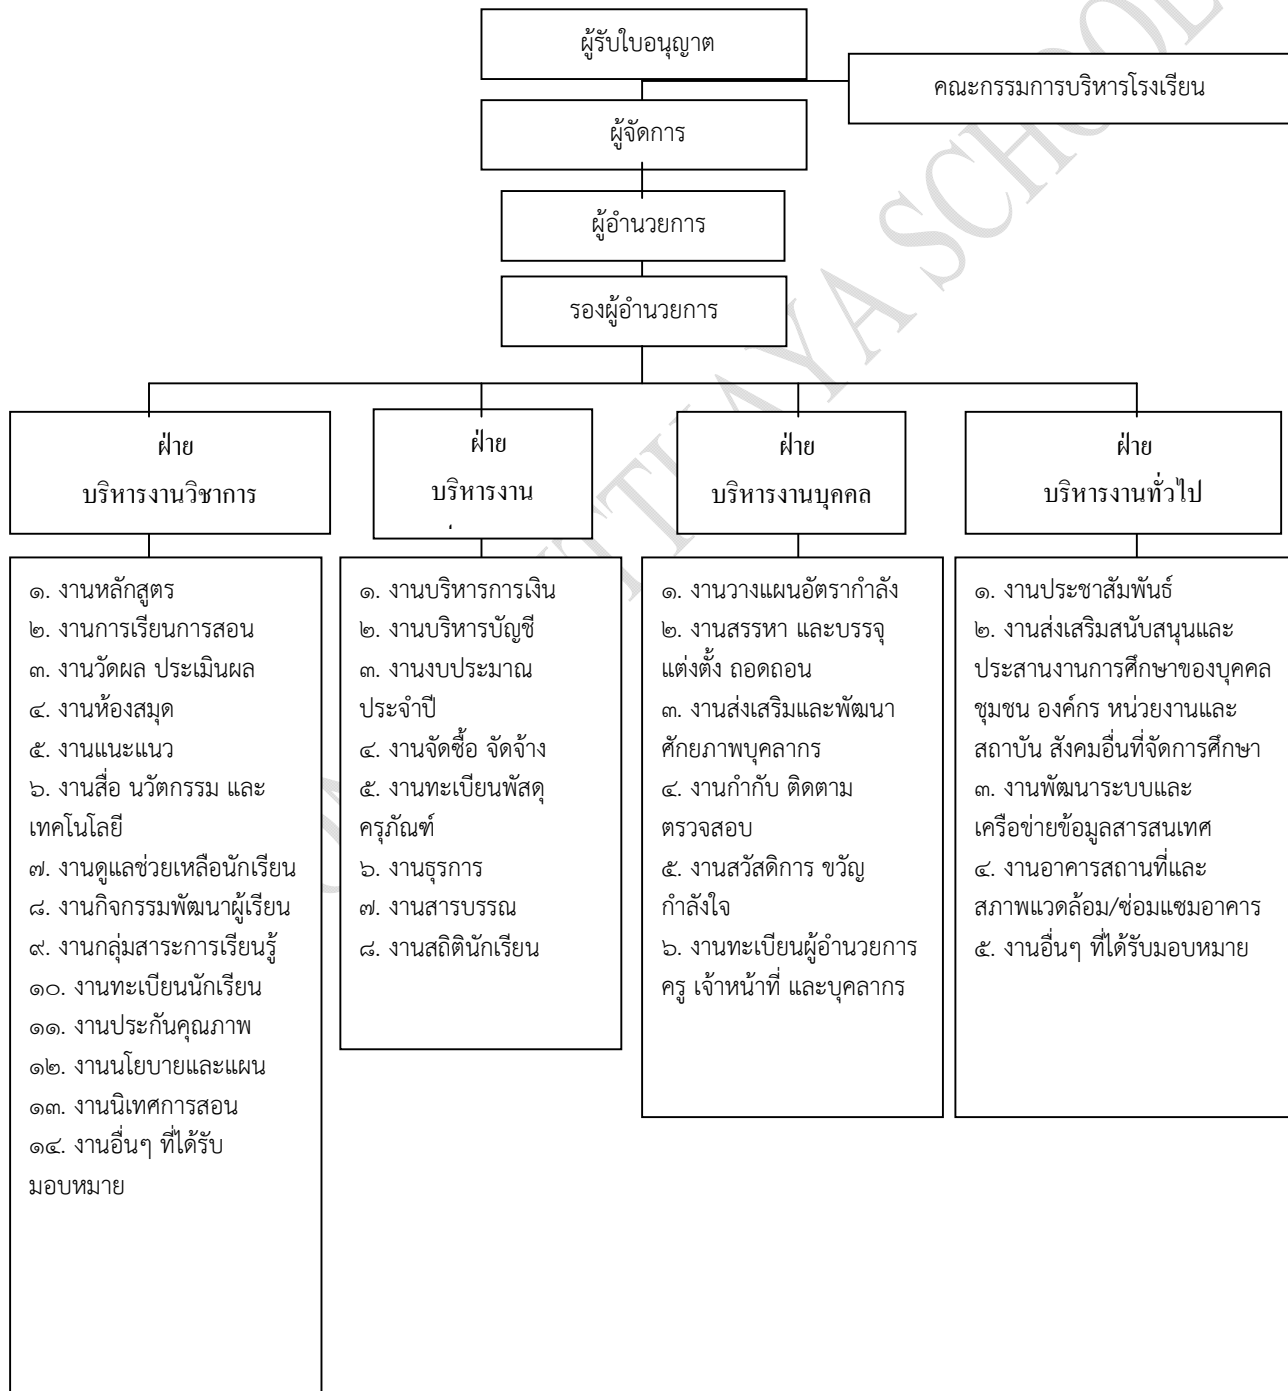 ผู้รับใบอนุญาต
คณะกรรมการบริหารโรงเรียน
ผู้จัดการ
ผู้อำนวยการ
รองผู้อำนวยการ
ฝ่าย
บริหารงานวิชาการ
ฝ่าย
บริหารงาน
ฝ่าย
บริหารงานบุคคล
ฝ่าย
บริหารงานทั่วไป
๑. งานหลักสูตร
๒. งานการเรียนการสอน
๓. งานวัดผล ประเมินผล
๔. งานห้องสมุด
๕. งานแนะแนว
๖. งานสื่อ นวัตกรรม และ
เทคโนโลยี
๗. งานดูแลช่วยเหลือนักเรียน
๘. งานกิจกรรมพัฒนาผู้เรียน
๙. งานกลุ่มสาระการเรียนรู้
๑๐. งานทะเบียนนักเรียน
๑๑. งานประกันคุณภาพ
๑๒. งานนโยบายและแผน
๑๓. งานนิเทศการสอน
๑๔. งานอื่นๆ ที่ได้รับ
มอบหมาย
๑. งานบริหารการเงิน
๒. งานบริหารบัญชี
๓. งานงบประมาณ
ประจำปี
๔. งานจัดซื้อ จัดจ้าง
๕. งานทะเบียนพัสดุ
ครุภัณฑ์
๖. งานธุรการ
๗. งานสารบรรณ
๘. งานสถิตินักเรียน
๑. งานวางแผนอัตรากำลัง
๒. งานสรรหา และบรรจุ
แต่งตั้ง ถอดถอน
๓. งานส่งเสริมและพัฒนา
ศักยภาพบุคลากร
๔. งานกำกับ ติดตาม
ตรวจสอบ
๕. งานสวัสดิการ ขวัญ
กำลังใจ
๖. งานทะเบียนผู้อำนวยการ
ครู เจ้าหน้าที่ และบุคลากร
๑. งานประชาสัมพันธ์
๒. งานส่งเสริมสนับสนุนและ
ประสานงานการศึกษาของบุคคล
ชุมชน องค์กร หน่วยงานและ
สถาบัน สังคมอื่นที่จัดการศึกษา
๓. งานพัฒนาระบบและ
เครือข่ายข้อมูลสารสนเทศ
๔. งานอาคารสถานที่และ
สภาพแวดล้อม/ซ่อมแซมอาคาร
๕. งานอื่นๆ ที่ได้รับมอบหมาย
SCHOOL